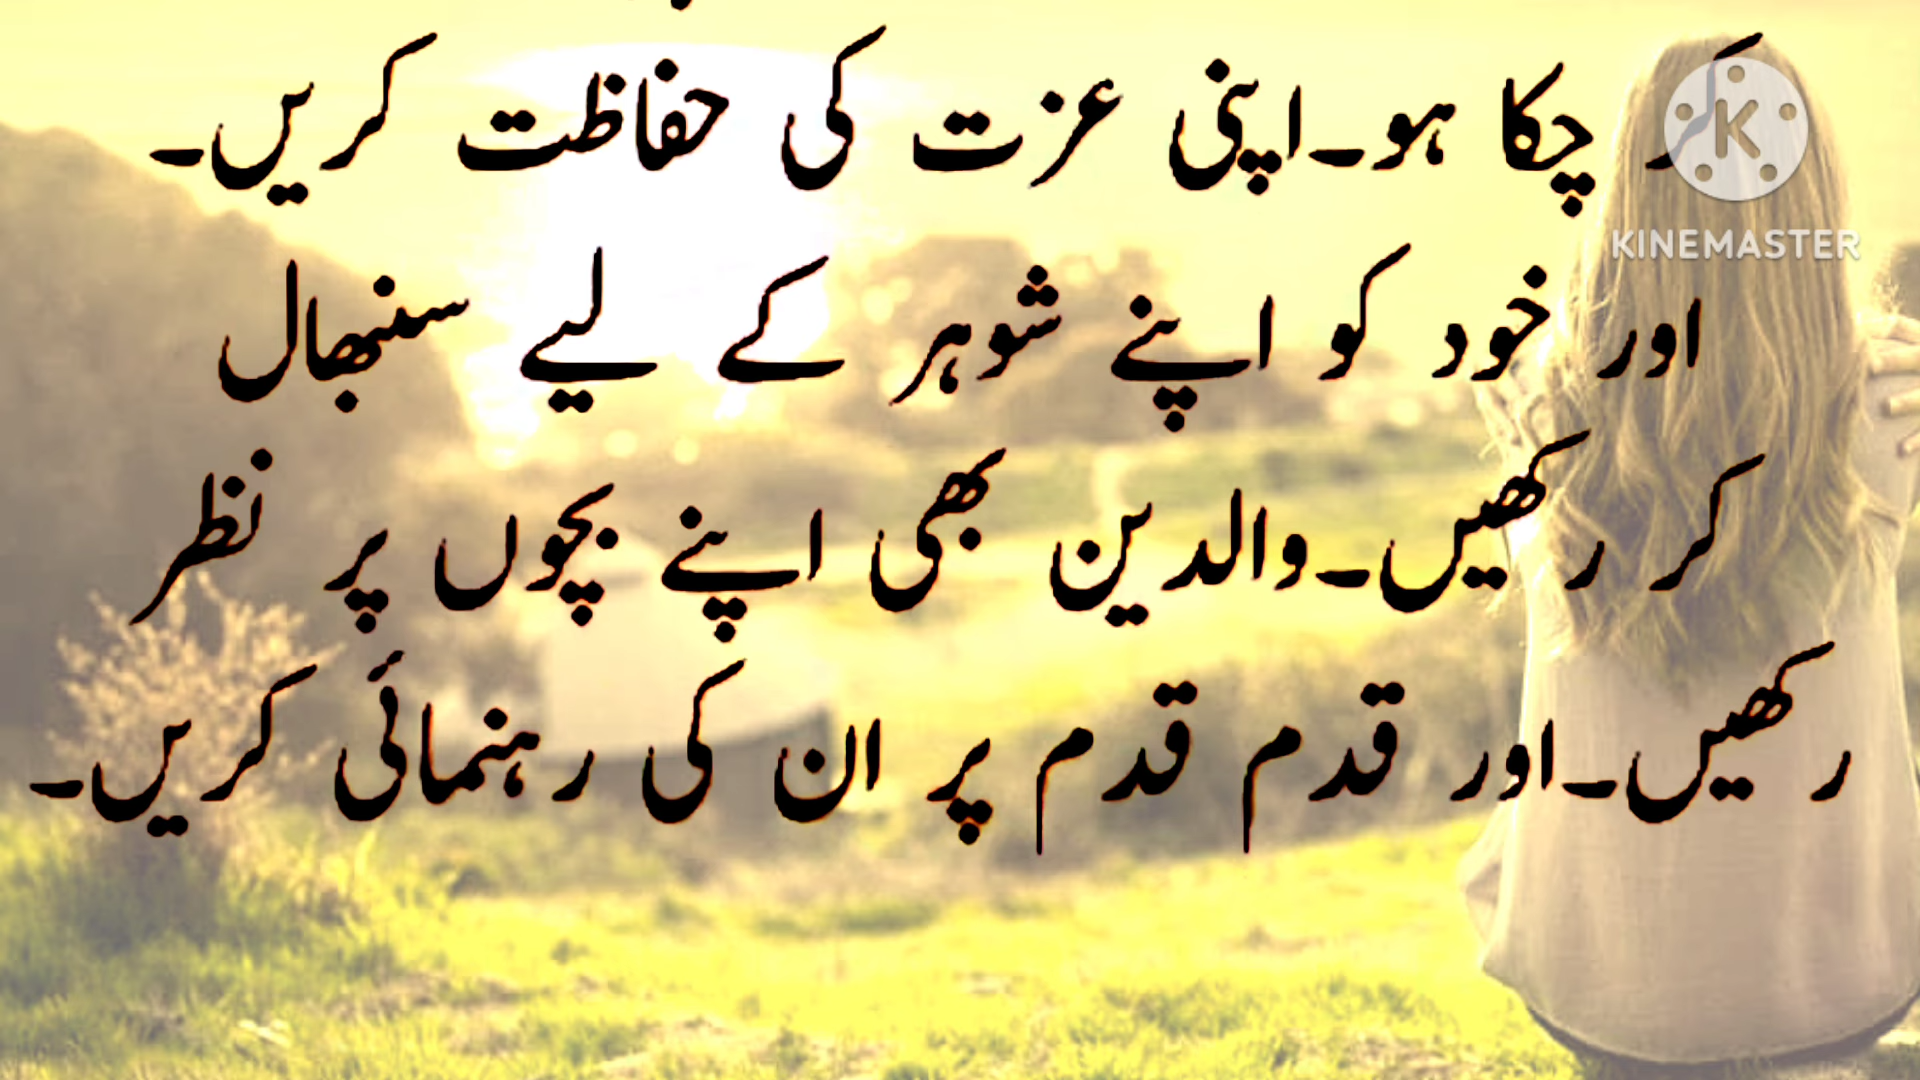 کر چکا ہو۔اپنی عزت کی حفاظت کریں۔
اور خود کو اپنے شوہر کے لیے سنبھال
کر رکھیں۔والدین بھی اپنے بچوں پر نظر
رکھیں۔اور قدم قدم پر ان کی رہنمائی کریں۔
K
KINEMASTER